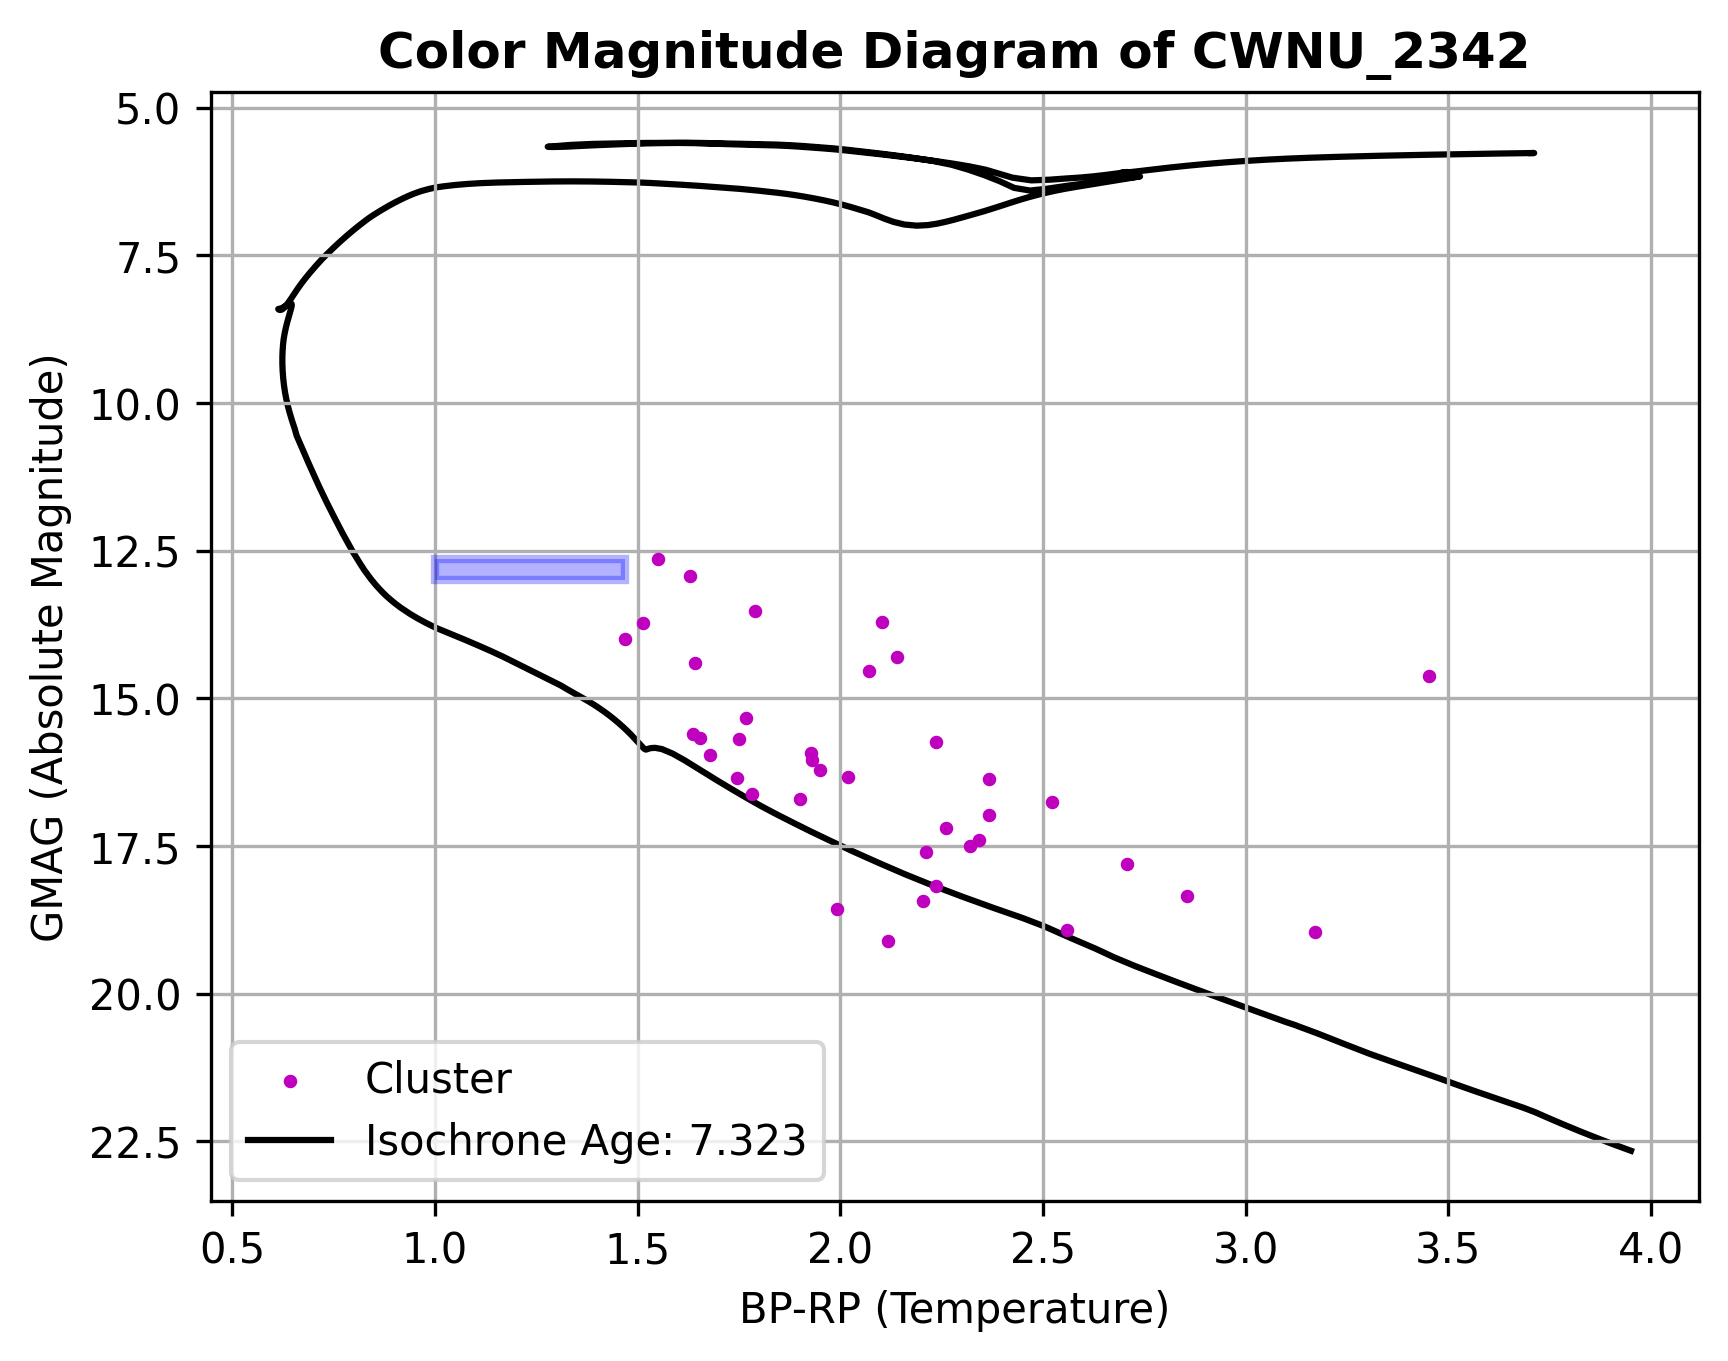 Color Magnitude Diagram of CWNU_2342
GMAG (Absolute Magnitude)
5.0
7.5
10.0
12.5
15.0
17.5
20.0
22.5
Cluster
Isochrone Age: 7.323
0.5 1.0 1.5 2.0 2.5 3.0 3.5 4.0
BP-RP (Temperature)